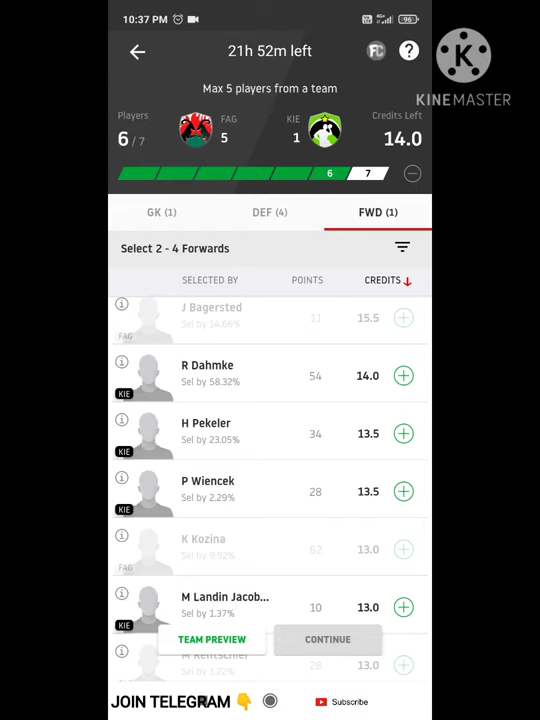 10:37 PM
96
21h 52m left
FC
?
K
KINEMASTER
Max 5 players from a team
Players
FAG
KIE
Credits Left
6 / 7
5
1
14.0
6
7
GK (1)
DEF (4)
FWD (1)
Select 2 - 4 Forwards
SELECTED BY
POINTS
CREDITS
J Bagersted
Sel by 14.66%
11
15.5
FAG
R Dahmke
Sel by 58.32%
54
14.0
KIE
H Pekeler
Sel by 23.05%
34
13.5
KIE
P Wiencek
Sel by 2.29%
28
13.5
KIE
K Kozina
Sel by 9.92%
62
13.0
FAG
M Landin Jacob...
Sel by 1.37%
10
13.0
KIE
TEAM PREVIEW
CONTINUE
M Rentschler
Sel by 1.22%
28
13.0
JOIN TELEGRAM
Subscribe